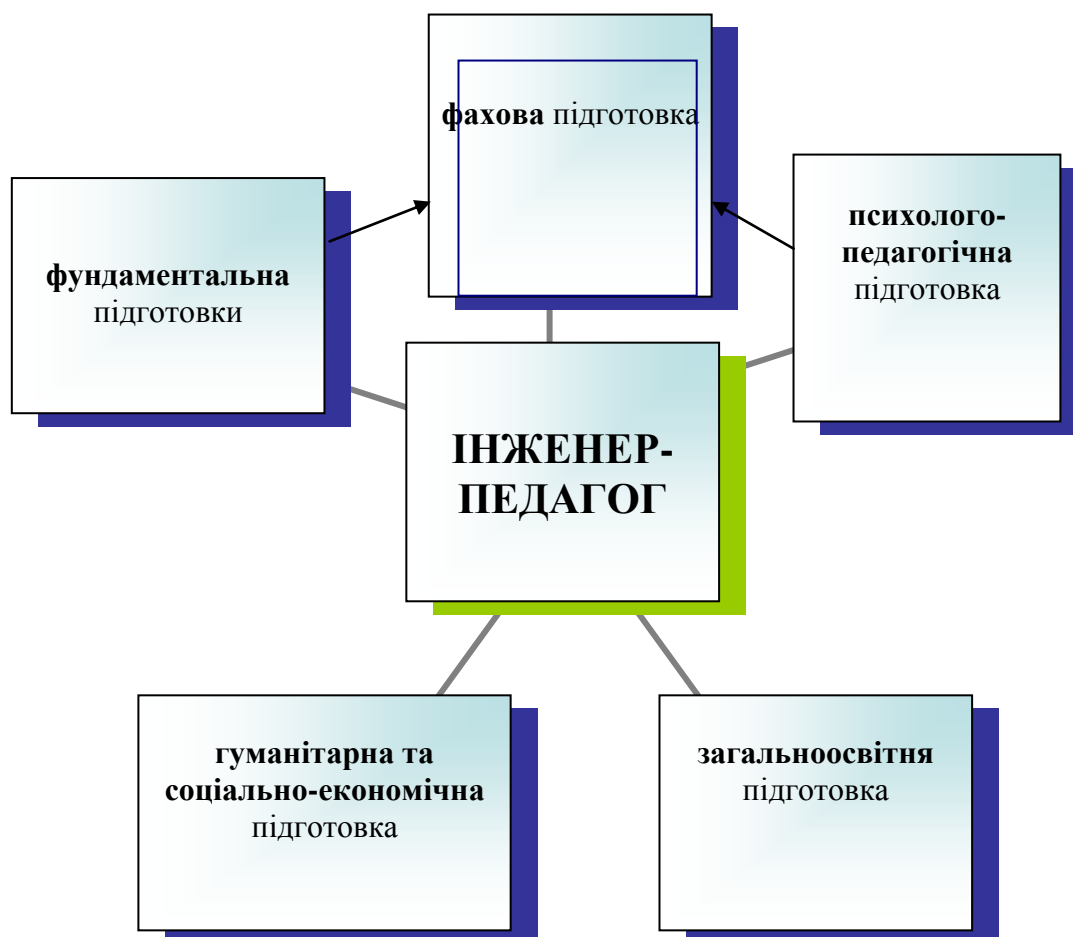 фахова підготовка
фундаментальна
підготовки
психолого-
педагогічна
підготовка
ІНЖЕНЕР-
ПЕДАГОГ
гуманітарна та
соціально-економічна
підготовка
загальноосвітня
підготовка